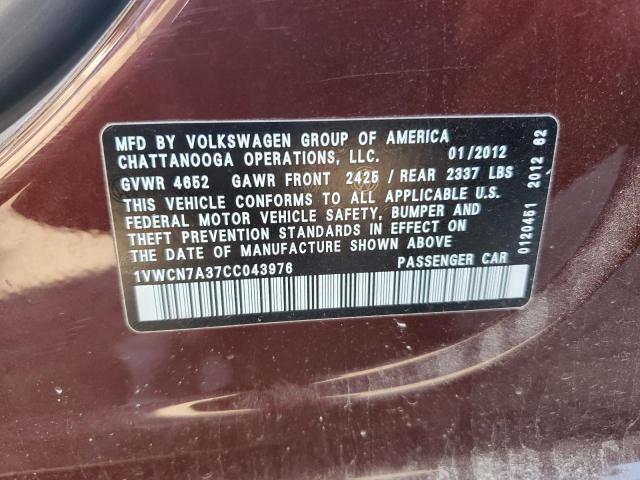 MFD BY VOLKSWAGEN GROUP OF AMERICA
CHATTANOOGA OPERATIONS, LLC. 01/2012
GVWR 4652 GAWR FRONT 2425 / REAR 2337 LBS
THIS VEHICLE CONFORMS TO ALL APPLICABLE U.S.
FEDERAL MOTOR VEHICLE SAFETY, BUMPER AND
THEFT PREVENTION STANDARDS IN EFFECT ON
THE DATE OF MANUFACTURE SHOWN ABOVE
1VWCN7A37CC043976 PASSENGER CAR
0120451 2012 62